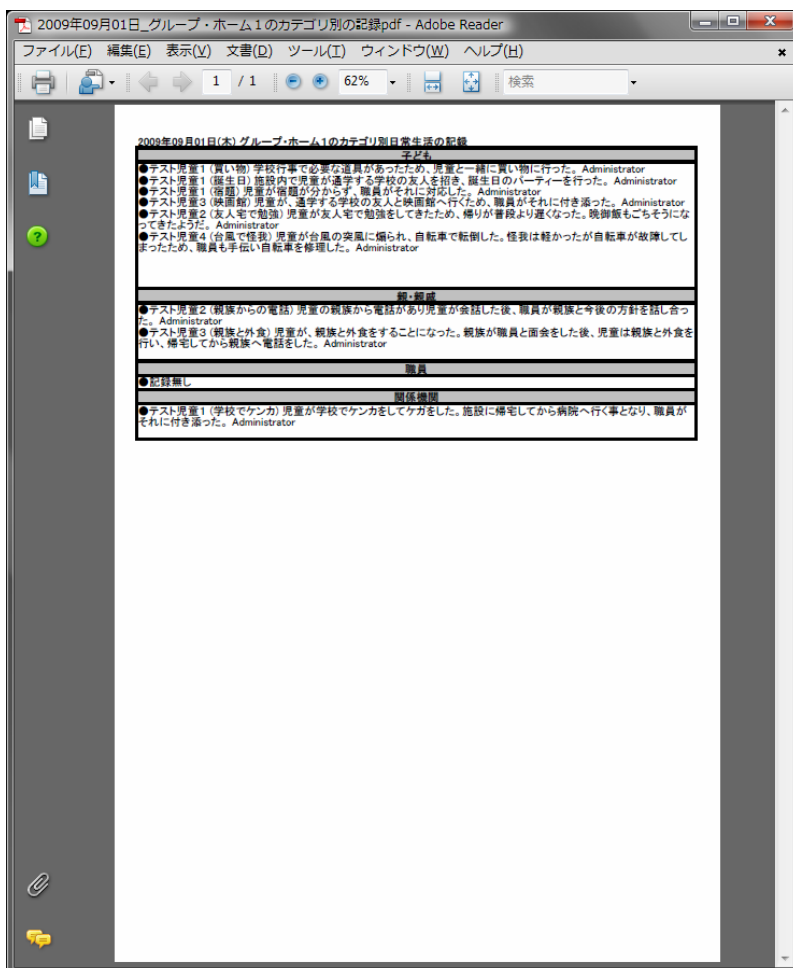 2009年09月01日_グループ・ホーム１のカテゴリ別の記録pdf - Adobe Reader
ファイル(F) 編集(E) 表示(V) 文書(D) ツール(T) ウィンドウ(W) ヘルプ(H)
1 / 1 62% 検索
2009年09月01日(木) グループ・ホーム１のカテゴリ別日常生活の記録
子ども
●テスト児童１（買い物）学校行事で必要な道具があったため、児童と一緒に買い物に行った。Administrator
●テスト児童１（誕生日）施設内で児童が通学する学校の友人を招き、誕生日のパーティーを行った。Administrator
●テスト児童１（宿題）児童が宿題が分からず、職員がそれに対応した。Administrator
●テスト児童３（映画館）児童が、通学する学校の友人と映画館へ行くため、職員がそれに付き添った。Administrator
●テスト児童２（友人宅で勉強）児童が友人宅で勉強をしてきたため、帰りが普段より遅くなった。晩御飯もごちそうにな
ってきたようだ。Administrator
●テスト児童４（台風で怪我）児童が台風の突風に煽られ、自転車で転倒した。怪我は軽かったが自転車が故障してし
まったため、職員も手伝い自転車を修理した。Administrator
親・親戚
●テスト児童２（親族からの電話）児童の親族から電話があり児童が会話した後、職員が親族と今後の方針を話し合っ
た。Administrator
●テスト児童３（親族と外食）児童が、親族と外食をすることになった。親族が職員と面会をした後、児童は親族と外食を
行い、帰宅してから親族へ電話をした。Administrator
職員
●記録無し
関係機関
●テスト児童１（学校でケンカ）児童が学校でケンカをしてケガをした。施設に帰宅してから病院へ行く事となり、職員が
それに付き添った。Administrator